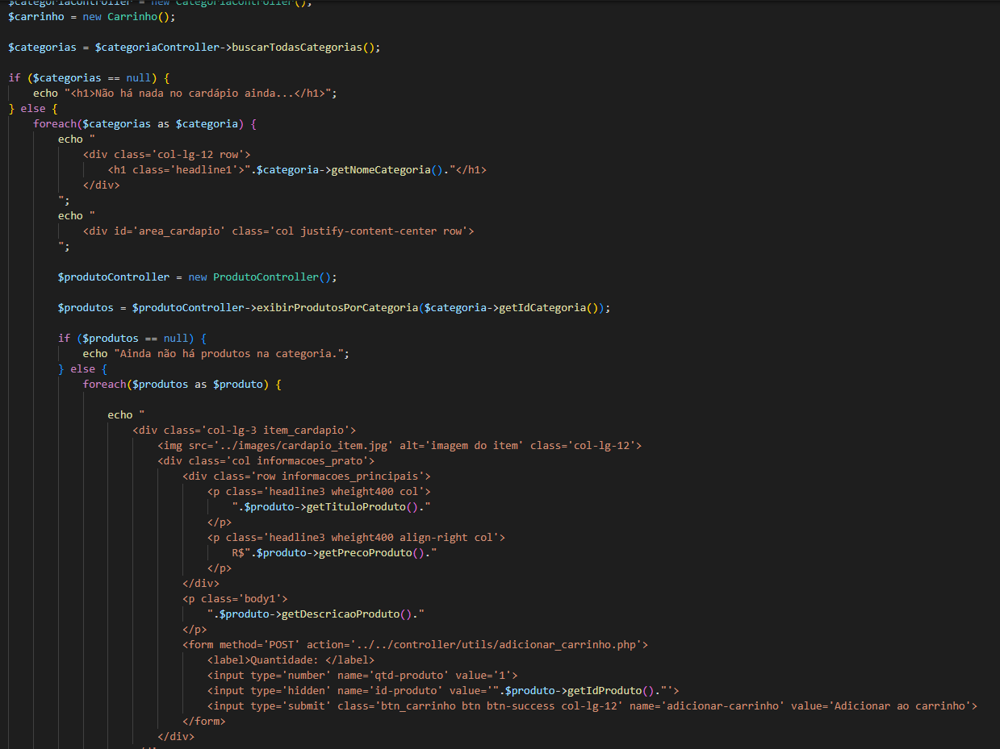 $categoriaController = new CategoriaController();
$carrinho = new Carrinho();
$categorias = $categoriaController->buscarTodasCategorias();
if ($categorias == null) {
echo "<h1>Não há nada no cardápio ainda...</h1>";
} else {
foreach($categorias as $categoria) {
echo "
<div class='col-lg-12 row'>
<h1 class='headline1'>".$categoria->getNomeCategoria()."</h1>
</div>
";
echo "
<div id='area_cardapio' class='col justify-content-center row'>
";
$produtoController = new ProdutoController();
$produtos = $produtoController->exibirProdutosPorCategoria($categoria->getIdCategoria());
if ($produtos == null) {
echo "Ainda não há produtos na categoria.";
} else {
foreach($produtos as $produto) {
echo "
<div class='col-lg-3 item_cardapio'>
<img src='../images/cardapio_item.jpg' alt='imagem do item' class='col-lg-12'>
<div class='col informacoes_prato'>
<div class='row informacoes_principais'>
<p class='headline3 wheight400 col'>
".$produto->getTituloProduto()."
</p>
<p class='headline3 wheight400 align-right col'>
R$".$produto->getPrecoProduto()."
</p>
</div>
<p class='body1'>
".$produto->getDescricaoProduto()."
</p>
<form method='POST' action='../../controller/utils/adicionar_carrinho.php'>
<label>Quantidade: </label>
<input type='number' name='qtd-produto' value='1'>
<input type='hidden' name='id-produto' value='".$produto->getIdProduto()."'>
<input type='submit' class='btn_carrinho btn btn-success col-lg-12' name='adicionar-carrinho' value='Adicionar ao carrinho'>
</form>
</div>